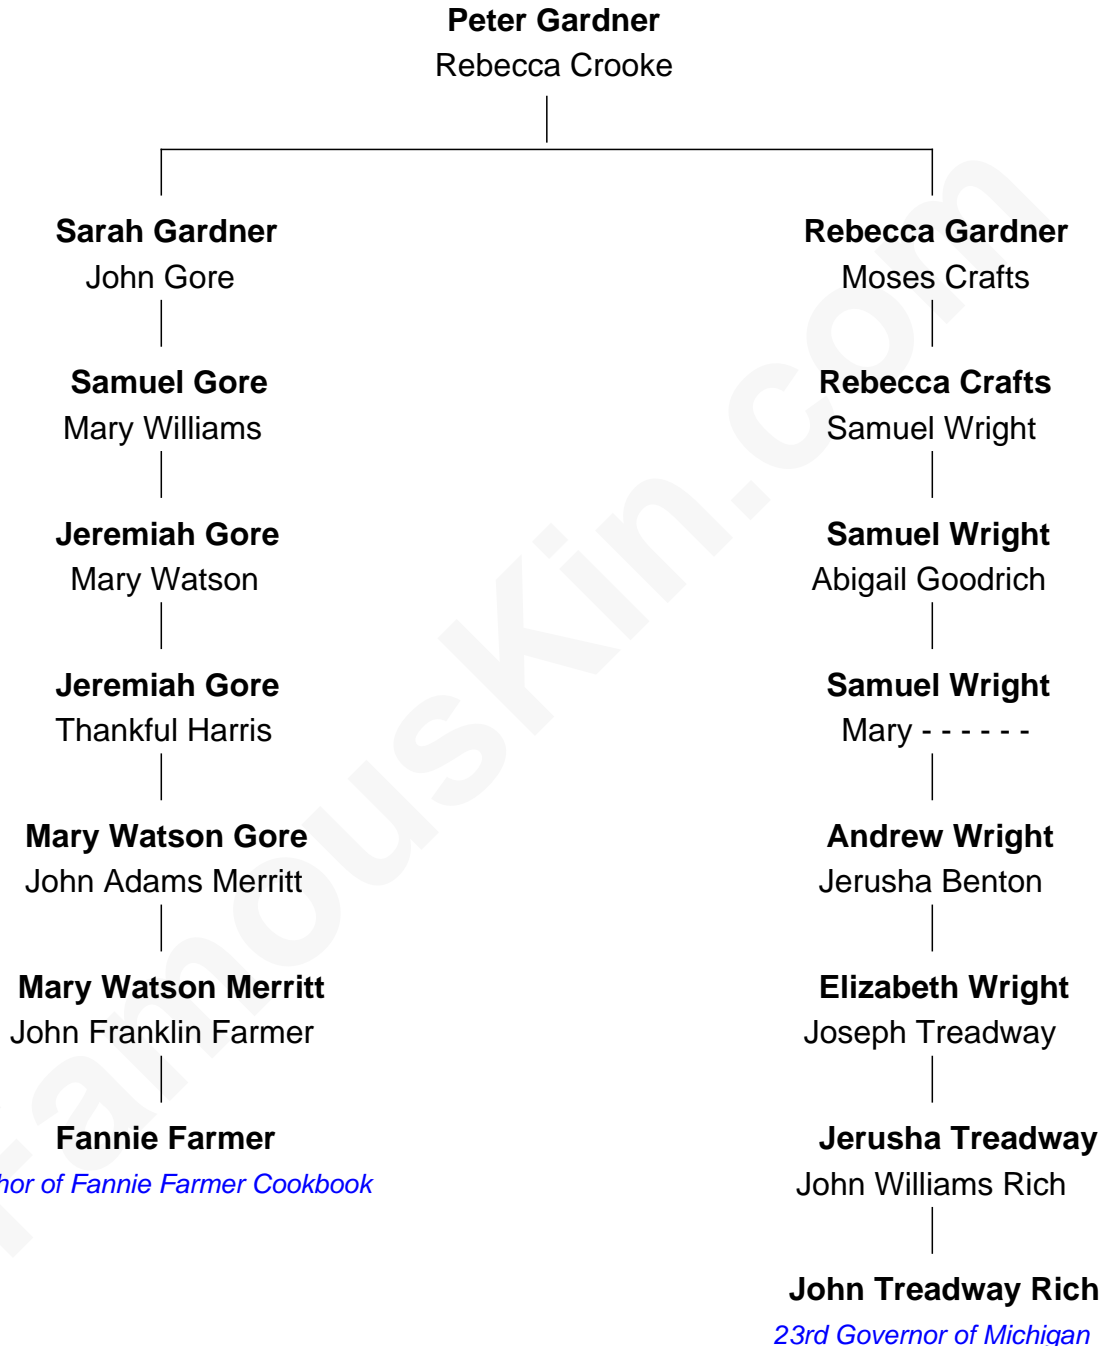 Peter Gardner
Rebecca Crooke
Sarah Gardner
John Gore
Samuel Gore
Mary Williams
Jeremiah Gore
Mary Watson
Jeremiah Gore
Thankful Harris
Mary Watson Gore
John Adams Merritt
Mary Watson Merritt
John Franklin Farmer
Fannie Farmer
hor of Fannie Farmer Cookbook
Rebecca Gardner
Moses Crafts
Rebecca Crafts
Samuel Wright
Samuel Wright
Abigail Goodrich
Samuel Wright
Mary - - - - - -
Andrew Wright
Jerusha Benton
Elizabeth Wright
Joseph Treadway
Jerusha Treadway
John Williams Rich
John Treadway Rich
23rd Governor of Michigan
FamousKin.com